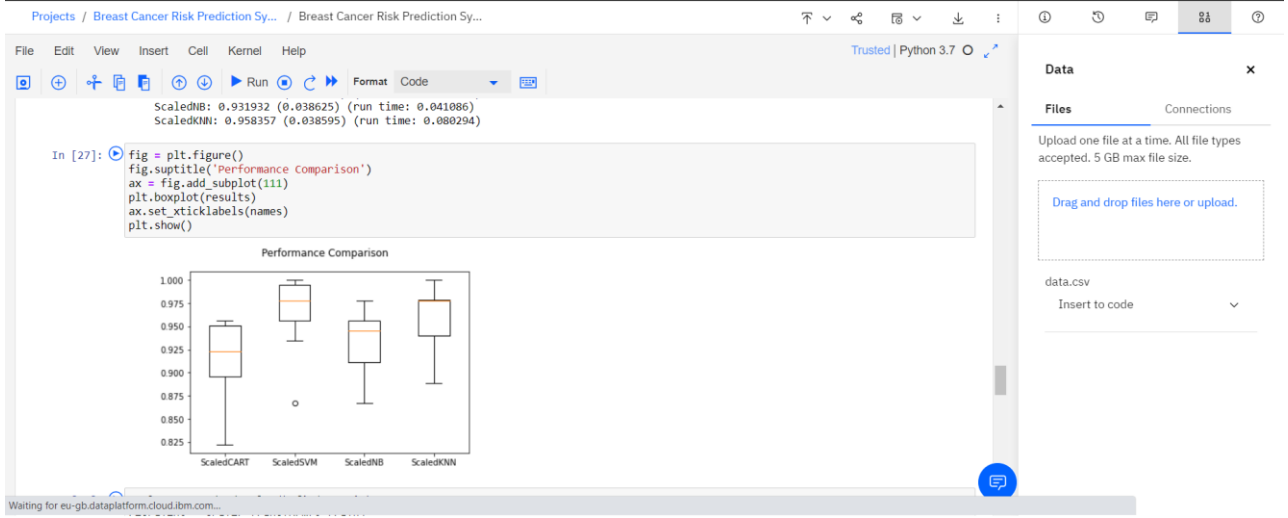 Projects / Breast Cancer Risk Prediction Sy... / Breast Cancer Risk Prediction Sy...
File Edit View Insert Cell Kernel Help
Trusted | Python 3.7
Run
Format Code
ScaledNB: 0.931932 (0.038625) (run time: 0.041086)
ScaledKNN: 0.958357 (0.038595) (run time: 0.080294)
In [27]:
fig = plt.figure()
fig.suptitle('Performance Comparison')
ax = fig.add_subplot(111)
plt.boxplot(results)
ax.set_xticklabels(names)
plt.show()
Performance Comparison
1.000
0.975
0.950
0.925
0.900
0.875
0.850
0.825
ScaledCART ScaledSVM ScaledNB ScaledKNN
Waiting for eu-gb.dataplatform.cloud.ibm.com...
Data
Files Connections
Upload one file at a time. All file types
accepted. 5 GB max file size.
Drag and drop files here or upload.
data.csv
Insert to code